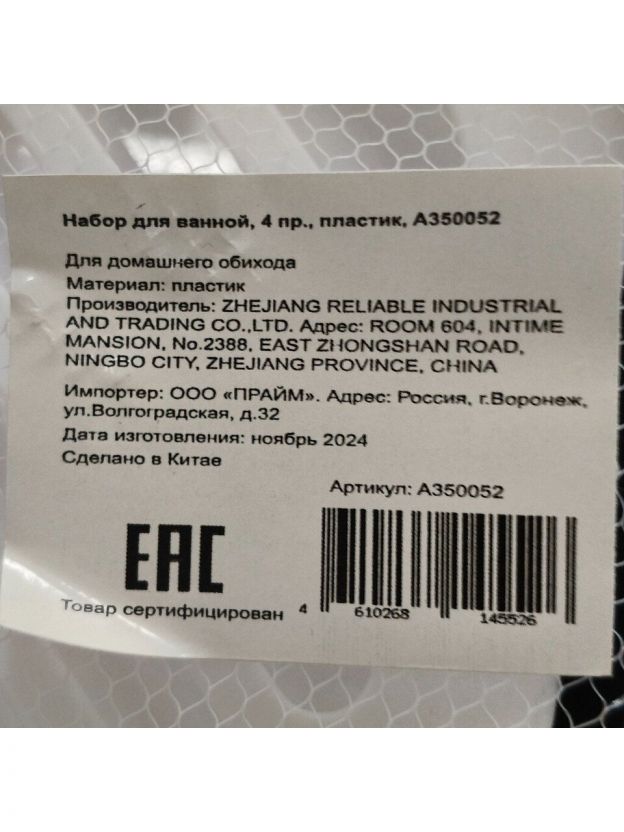 Набор для ванной, 4 пр., пластик, А350052
Для домашнего обихода
Материал: пластик
Производитель: ZHEJIANG RELIABLE INDUSTRIAL
AND TRADING CO.,LTD. Адрес: ROOM 604, INTIME
MANSION, No.2388, EAST ZHONGSHAN ROAD,
NINGBO CITY, ZHEJIANG PROVINCE, CHINA
Импортер: ООО «ПРАЙМ». Адрес: Россия, г.Воронеж,
ул.Волгоградская, д.32
Дата изготовления: ноябрь 2024
Сделано в Китае
Артикул: А350052
EAC
Товар сертифицирован
4 610268 145526